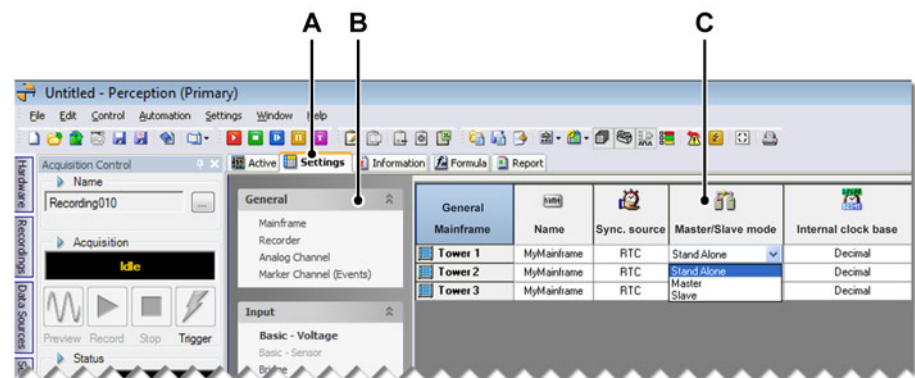 A B C
Untitled - Perception (Primary)
File Edit Control Automation Settings Window Help
Hardware
Recordings
Data Sources
Acquisition Control
Name
Recording010
...
Acquisition
Idle
Preview Record Stop Trigger
Status
Active Settings Information Formula Report
General
Mainframe
Recorder
Analog Channel
Marker Channel (Events)
Input
Basic - Voltage
Basic - Sensor
Bridge
General Mainframe Name Sync. source Master/Slave mode Internal clock base
Tower 1 MyMainframe RTC Stand Alone Decimal
Tower 2 MyMainframe RTC Stand Alone Decimal
Master
Tower 3 MyMainframe RTC Slave Decimal